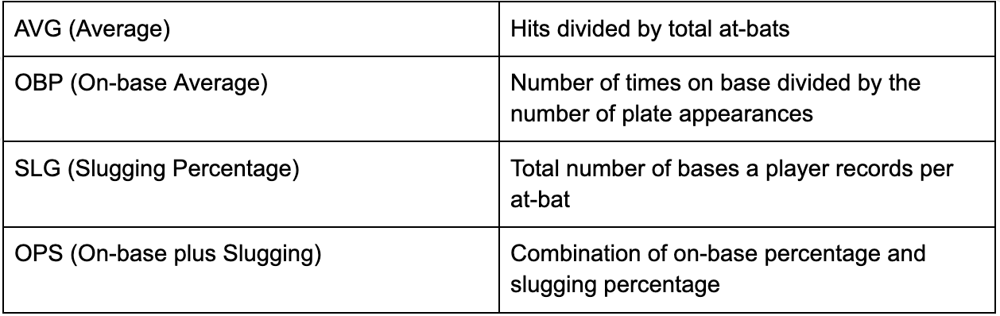 AVG (Average)
Hits divided by total at-bats
OBP (On-base Average)
Number of times on base divided by the
number of plate appearances
SLG (Slugging Percentage)
Total number of bases a player records per
at-bat
OPS (On-base plus Slugging)
Combination of on-base percentage and
slugging percentage